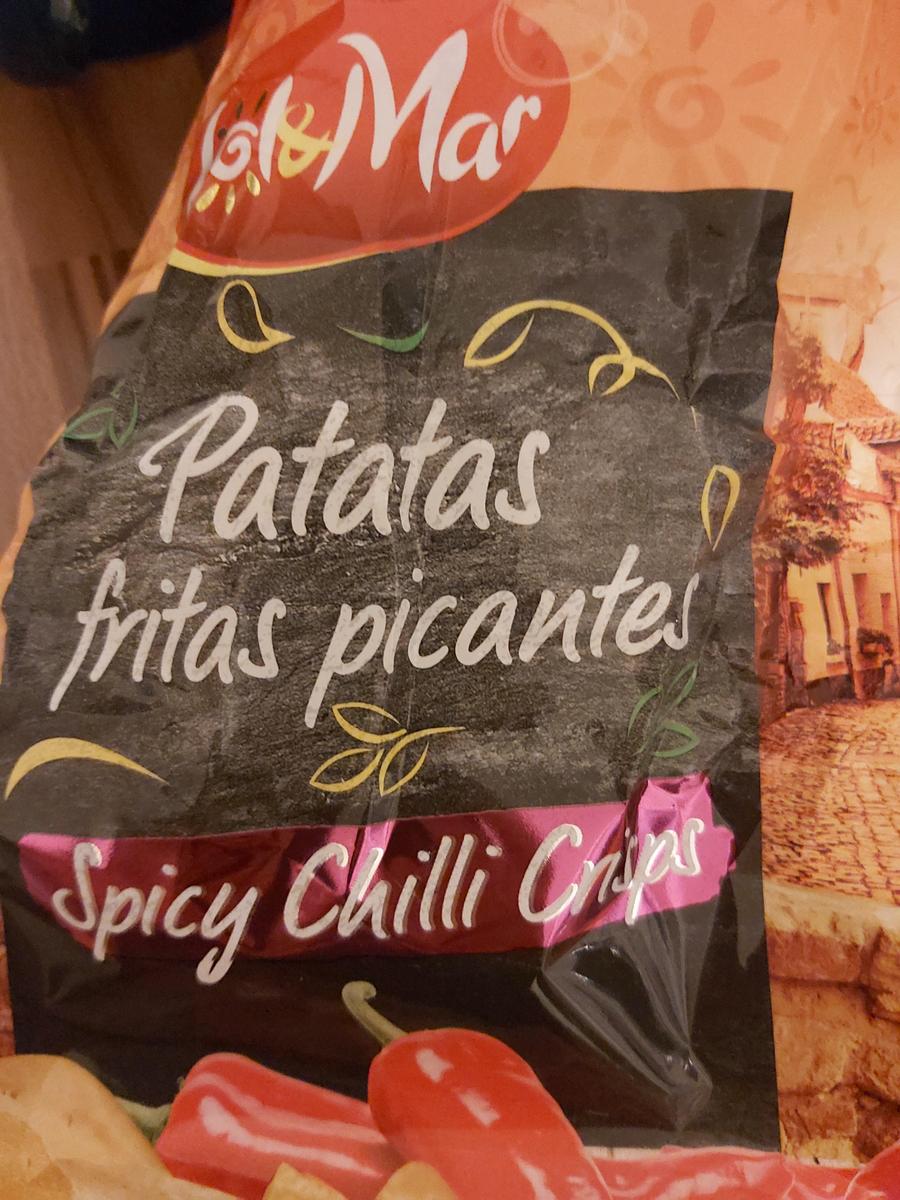 Sol&Mar
Patatas
fritas picantes
Spicy Chilli Crisps